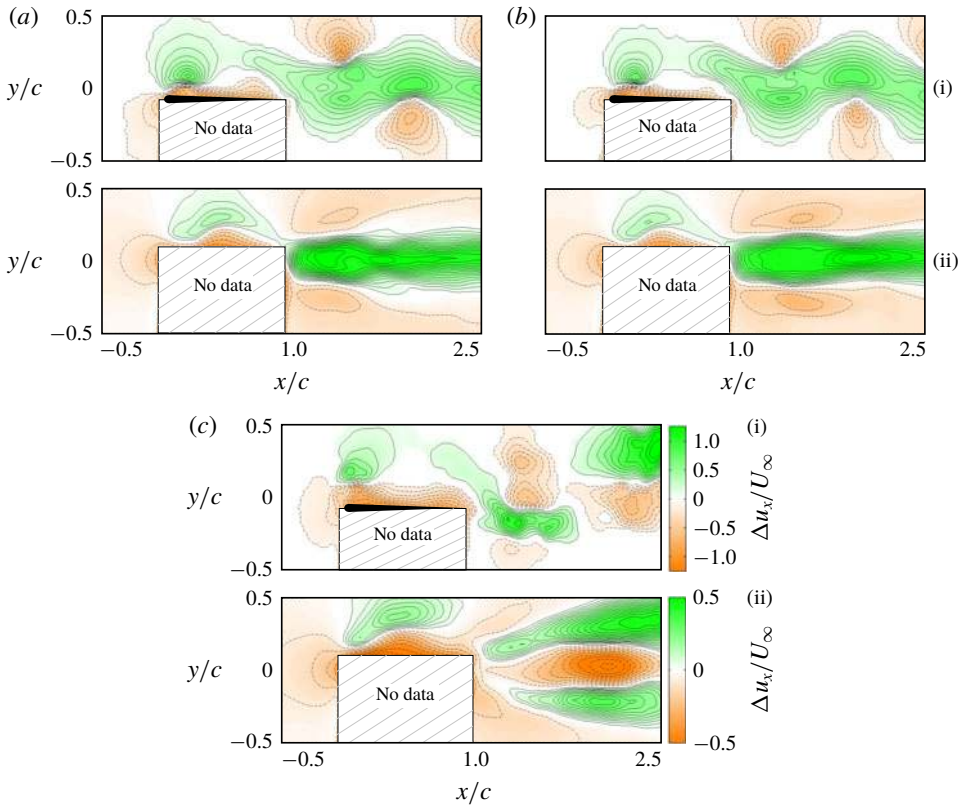 (a)
(b)
0.5
y/c 0
No data
−0.5
No data
(i)
0.5
y/c 0
No data
−0.5
No data
(ii)
−0.5 1.0 2.5
−0.5 1.0 2.5
x/c
x/c
(c)
0.5
y/c 0
No data
−0.5
(i)
1.0
0.5
0
−0.5
−1.0
Δu_x/U_∞
0.5
y/c 0
No data
−0.5
(ii)
0.5
0
−0.5
Δu_x/U_∞
−0.5 1.0 2.5
x/c